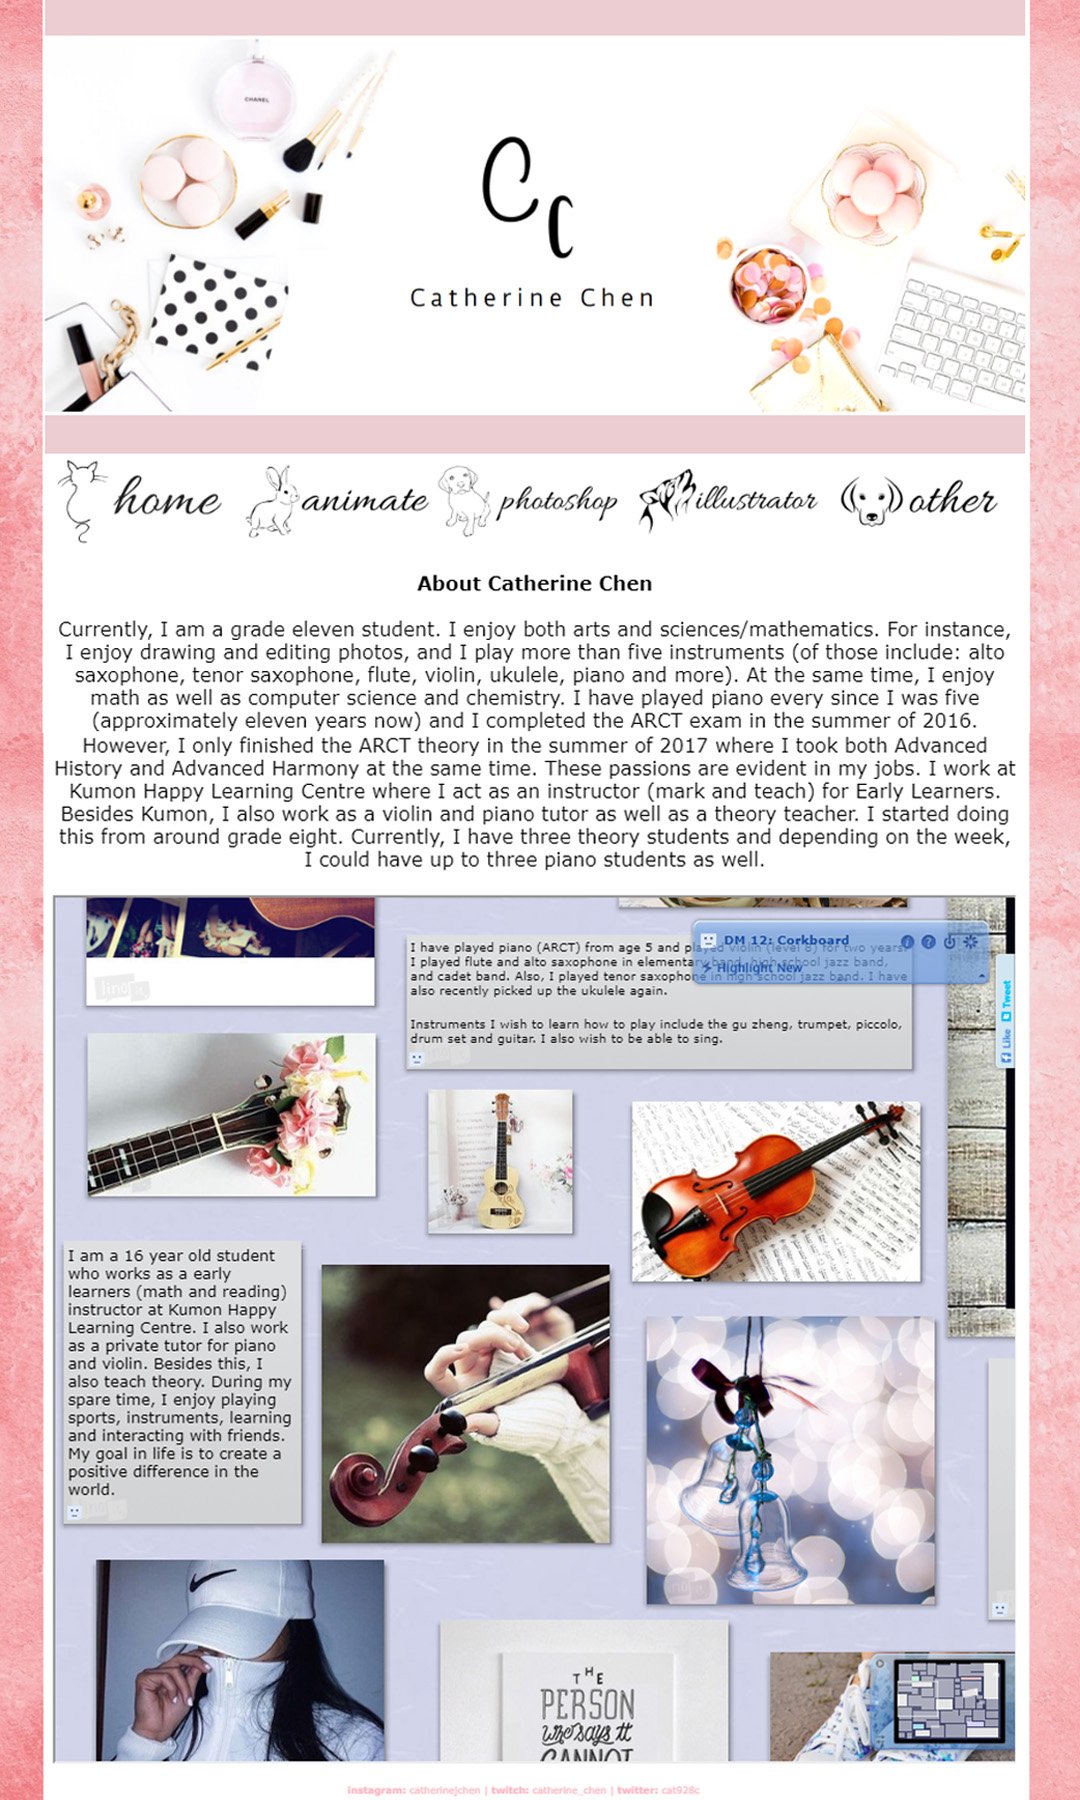 CHANEL
C c
Catherine Chen
home
animate
photoshop
illustrator
other
About Catherine Chen
Currently, I am a grade eleven student. I enjoy both arts and sciences/mathematics. For instance,
I enjoy drawing and editing photos, and I play more than five instruments (of those include: alto
saxophone, tenor saxophone, flute, violin, ukulele, piano and more). At the same time, I enjoy
math as well as computer science and chemistry. I have played piano every since I was five
(approximately eleven years now) and I completed the ARCT exam in the summer of 2016.
However, I only finished the ARCT theory in the summer of 2017 where I took both Advanced
History and Advanced Harmony at the same time. These passions are evident in my jobs. I work at
Kumon Happy Learning Centre where I act as an instructor (mark and teach) for Early Learners.
Besides Kumon, I also work as a violin and piano tutor as well as a theory teacher. I started doing
this from around grade eight. Currently, I have three theory students and depending on the week,
I could have up to three piano students as well.
I have played piano (ARCT) from age 5 and played violin (level 8) for two years.
I played flute and alto saxophone in elementary band, high school jazz band,
and cadet band. Also, I played tenor saxophone in high school jazz band. I have
also recently picked up the ukulele again.
Instruments I wish to learn how to play include the gu zheng, trumpet, piccolo,
drum set and guitar. I also wish to be able to sing.
DM 12: Corkboard
Highlight New
Tweet
Like
lino
I am a 16 year old student
who works as a early
learners (math and reading)
instructor at Kumon Happy
Learning Centre. I also work
as a private tutor for piano
and violin. Besides this, I
also teach theory. During my
spare time, I enjoy playing
sports, instruments, learning
and interacting with friends.
My goal in life is to create a
positive difference in the
world.
THE
PERSON
who says it
CANNOT
instagram: catherinejchen | twitch: catherine_chen | twitter: cat928c